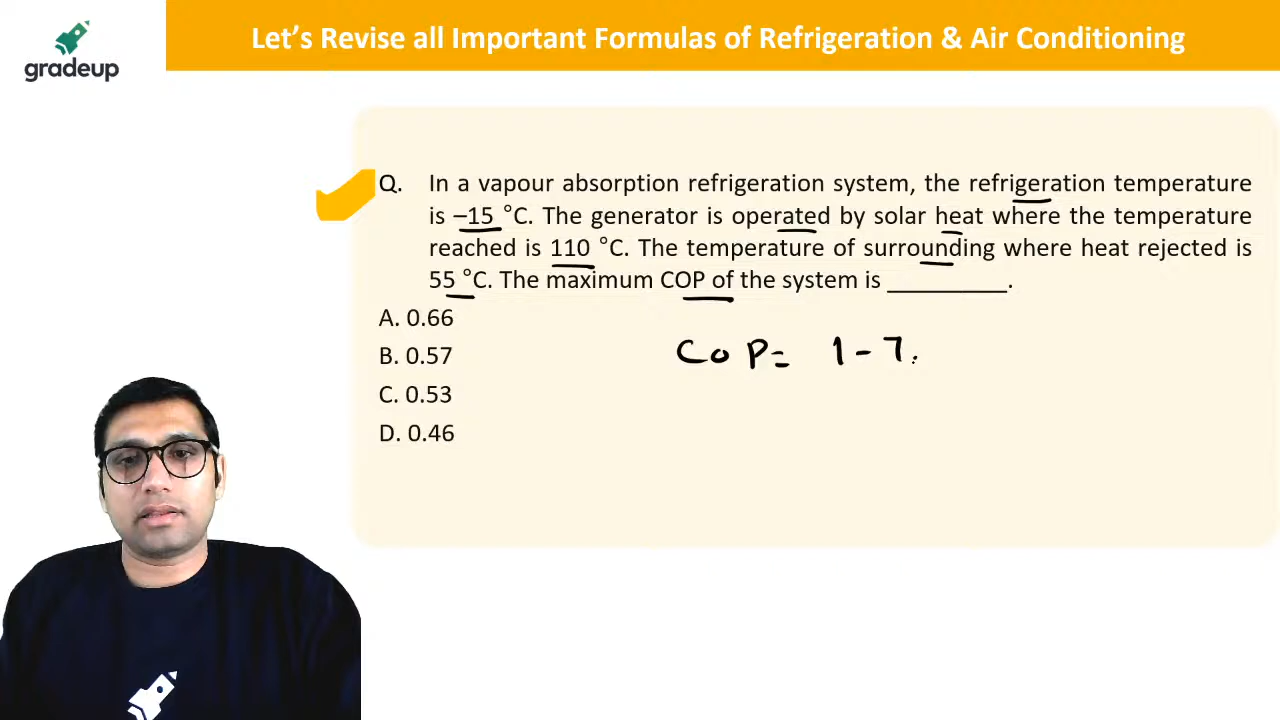 gradeup
Let's Revise all Important Formulas of Refrigeration & Air Conditioning
Q. In a vapour absorption refrigeration system, the refrigeration temperature
is –15 °C. The generator is operated by solar heat where the temperature
reached is 110 °C. The temperature of surrounding where heat rejected is
55 °C. The maximum COP of the system is _________.
A. 0.66
B. 0.57
C. 0.53
D. 0.46
COP = 1 - T